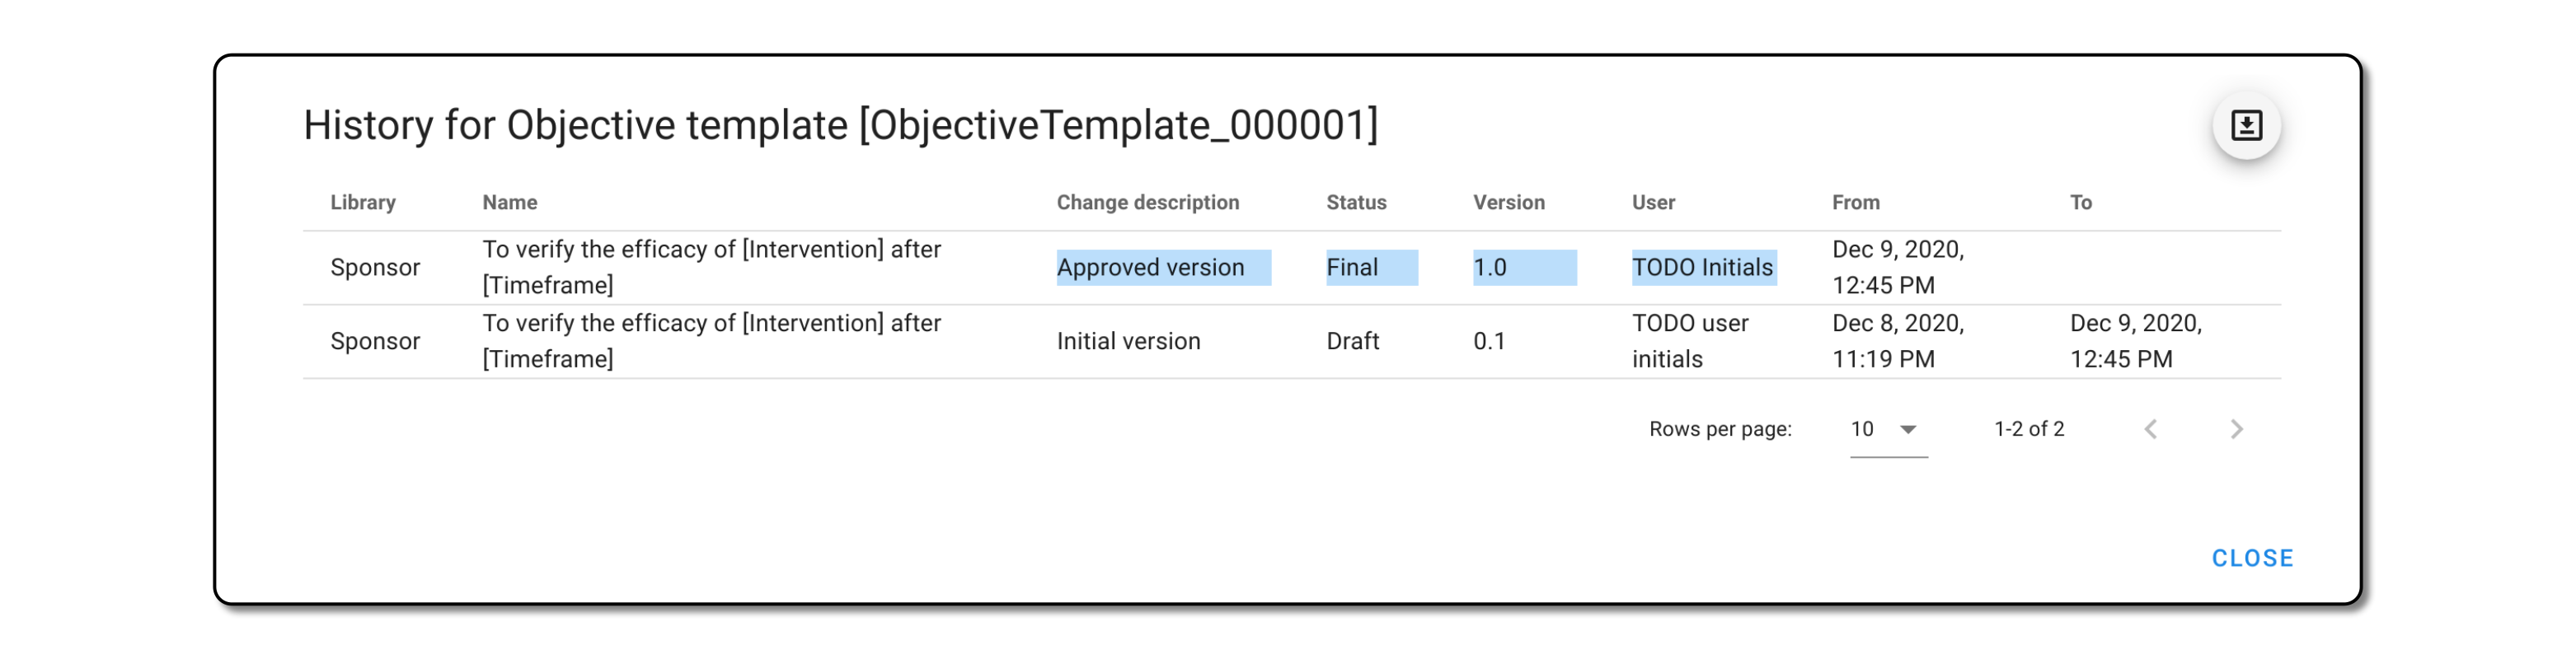 History for Objective template [ObjectiveTemplate_000001]
Library Name Change description Status Version User From To
Sponsor To verify the efficacy of [Intervention] after [Timeframe] Approved version Final 1.0 TODO Initials Dec 9, 2020, 12:45 PM
Sponsor To verify the efficacy of [Intervention] after [Timeframe] Initial version Draft 0.1 TODO user initials Dec 8, 2020, 11:19 PM Dec 9, 2020, 12:45 PM
Rows per page: 10 1-2 of 2
CLOSE